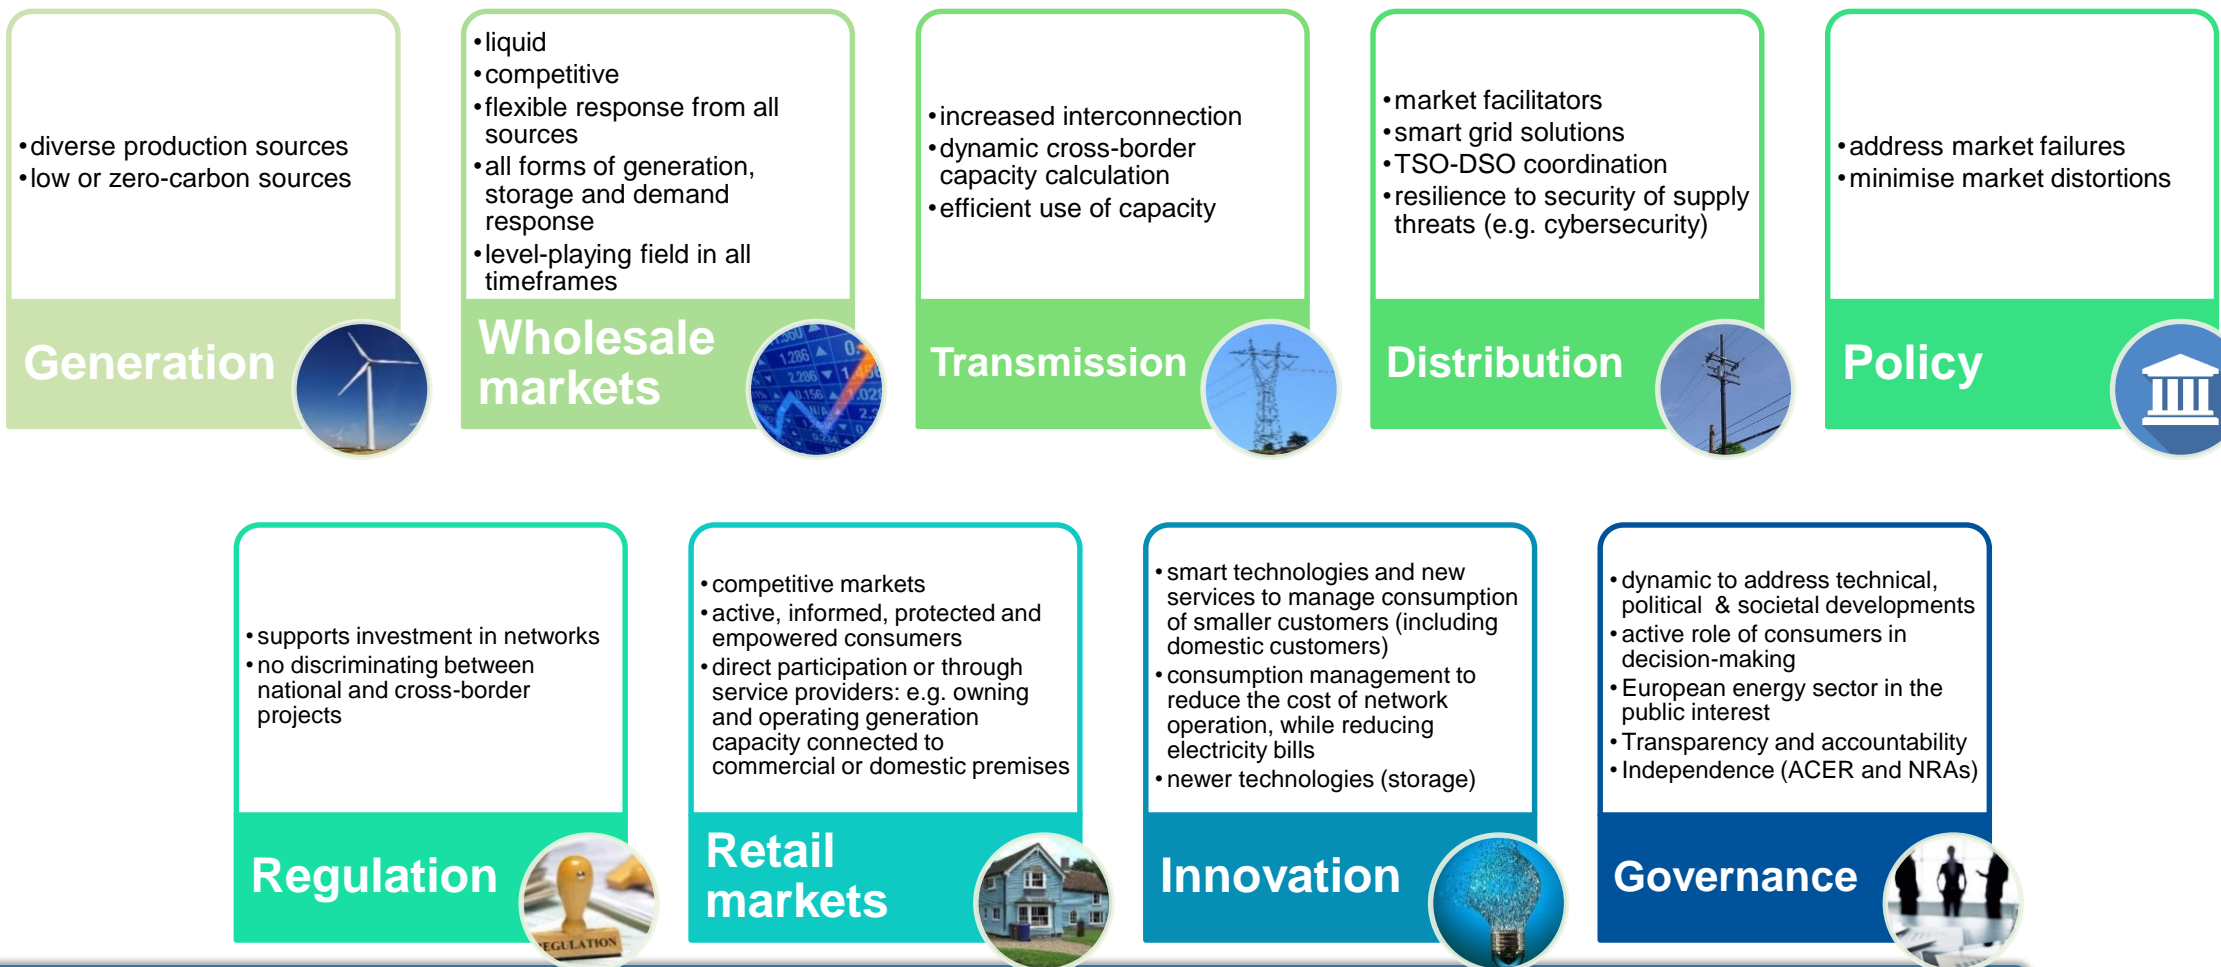 •diverse production sources
•low or zero-carbon sources
Generation
•liquid
•competitive
•flexible response from all
sources
•all forms of generation,
storage and demand
response
•level-playing field in all
timeframes
Wholesale
markets
•increased interconnection
•dynamic cross-border
capacity calculation
•efficient use of capacity
Transmission
•market facilitators
•smart grid solutions
•TSO-DSO coordination
•resilience to security of supply
threats (e.g. cybersecurity)
Distribution
•address market failures
•minimise market distortions
Policy
•supports investment in networks
•no discriminating between
national and cross-border
projects
Regulation
EGULATION
•competitive markets
•active, informed, protected and
empowered consumers
•direct participation or through
service providers: e.g. owning
and operating generation
capacity connected to
commercial or domestic premises
Retail
markets
•smart technologies and new
services to manage consumption
of smaller customers (including
domestic customers)
•consumption management to
reduce the cost of network
operation, while reducing
electricity bills
•newer technologies (storage)
Innovation
•dynamic to address technical,
political & societal developments
•active role of consumers in
decision-making
•European energy sector in the
public interest
•Transparency and accountability
•Independence (ACER and NRAs)
Governance